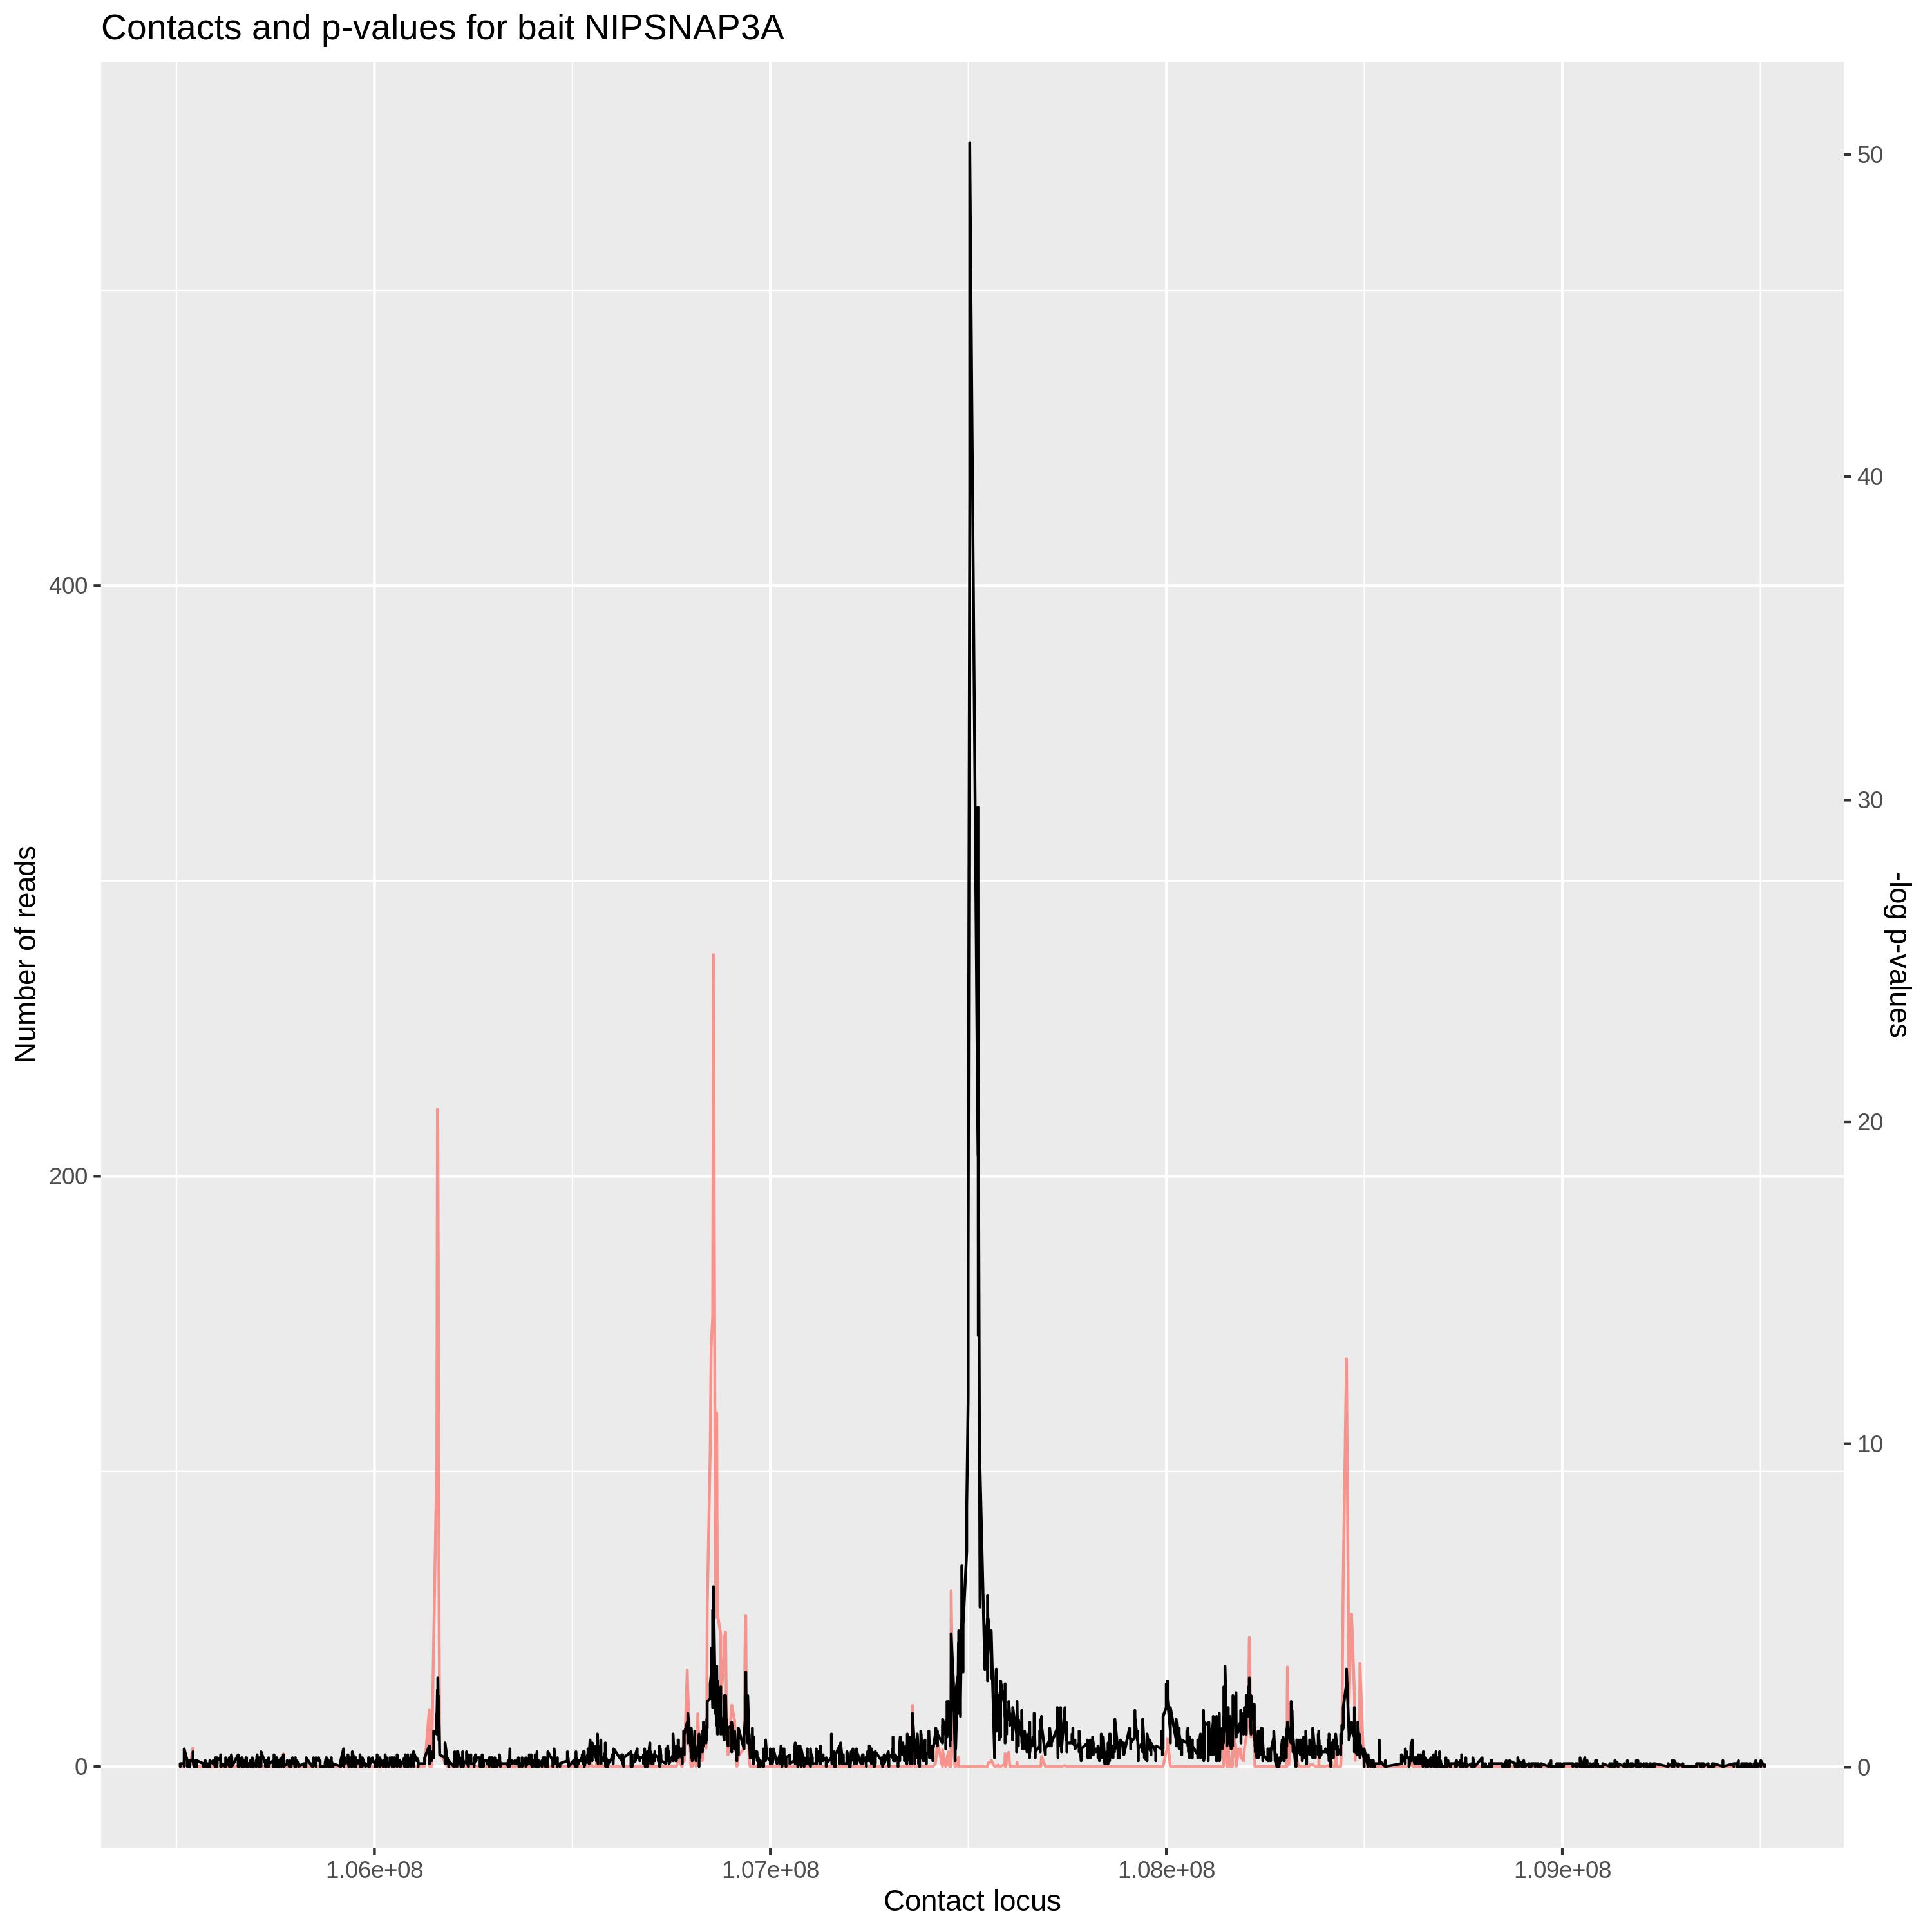 Contacts and p-values for bait NIPSNAP3A
Number of reads
400
200
0
50
40
30
20
10
0
-log p-values
1.06e+08
1.07e+08
1.08e+08
1.09e+08
Contact locus